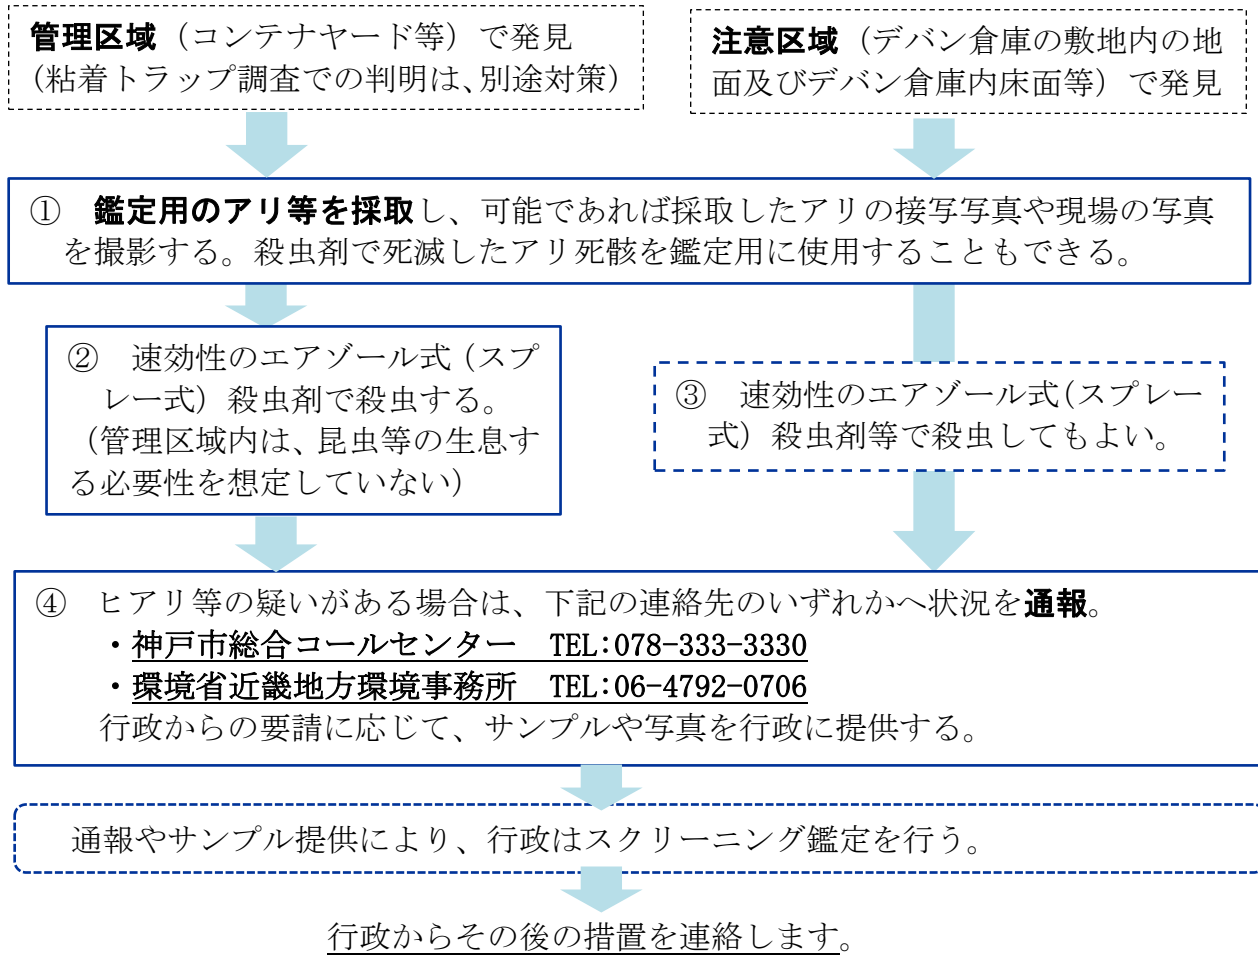 管理区域（コンテナヤード等）で発見
（粘着トラップ調査での判明は、別途対策）
注意区域（デバン倉庫の敷地内の地
面及びデバン倉庫内床面等）で発見
① 鑑定用のアリ等を採取し、可能であれば採取したアリの接写写真や現場の写真
を撮影する。殺虫剤で死滅したアリ死骸を鑑定用に使用することもできる。
② 速効性のエアゾール式（スプ
レー式）殺虫剤で殺虫する。
（管理区域内は、昆虫等の生息す
る必要性を想定していない）
③ 速効性のエアゾール式（スプレー
式）殺虫剤等で殺虫してもよい。
④ ヒアリ等の疑いがある場合は、下記の連絡先のいずれかへ状況を通報。
・神戸市総合コールセンター TEL:078-333-3330
・環境省近畿地方環境事務所 TEL:06-4792-0706
行政からの要請に応じて、サンプルや写真を行政に提供する。
通報やサンプル提供により、行政はスクリーニング鑑定を行う。
行政からその後の措置を連絡します。